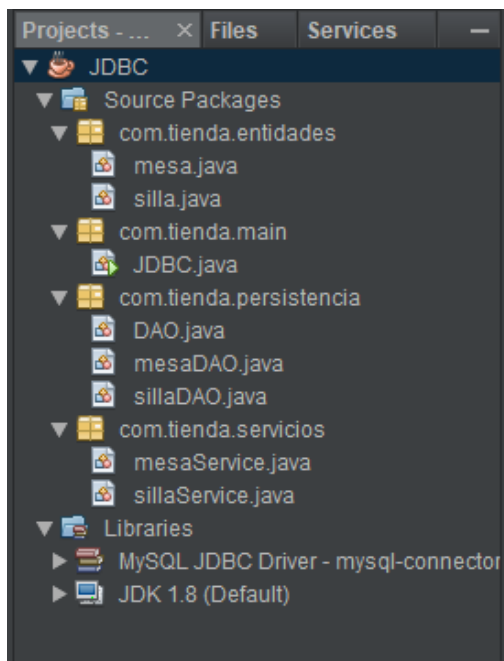 Projects - ... × Files Services
JDBC
Source Packages
com.tienda.entidades
mesa.java
silla.java
com.tienda.main
JDBC.java
com.tienda.persistencia
DAO.java
mesaDAO.java
sillaDAO.java
com.tienda.servicios
mesaService.java
sillaService.java
Libraries
MySQL JDBC Driver - mysql-connector
JDK 1.8 (Default)